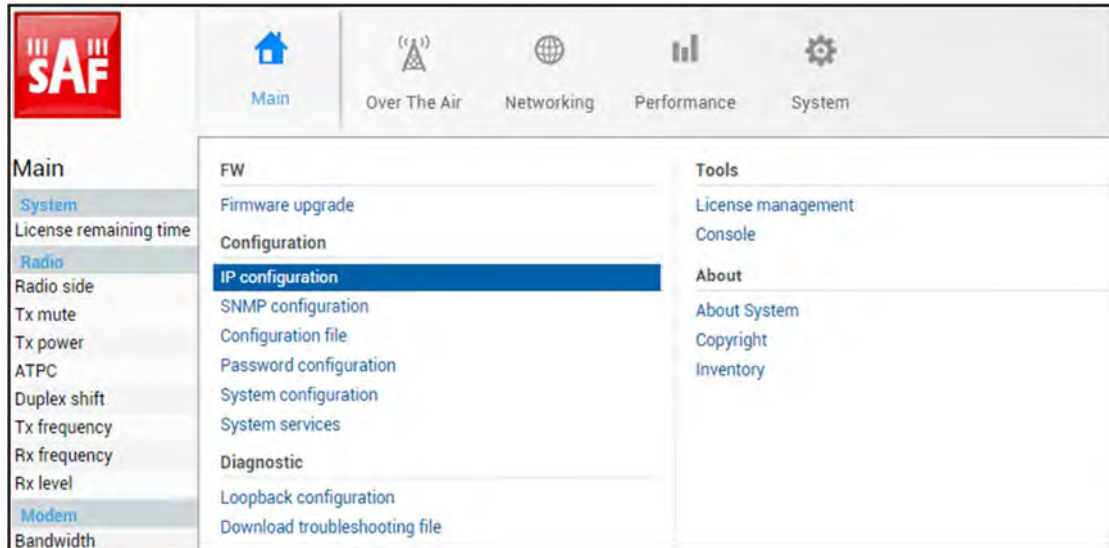 SAF
Main
Over The Air
Networking
Performance
System
Main
System
License remaining time
Radio
Radio side
Tx mute
Tx power
ATPC
Duplex shift
Tx frequency
Rx frequency
Rx level
Modem
Bandwidth
FW
Firmware upgrade
Configuration
IP configuration
SNMP configuration
Configuration file
Password configuration
System configuration
System services
Diagnostic
Loopback configuration
Download troubleshooting file
Tools
License management
Console
About
About System
Copyright
Inventory